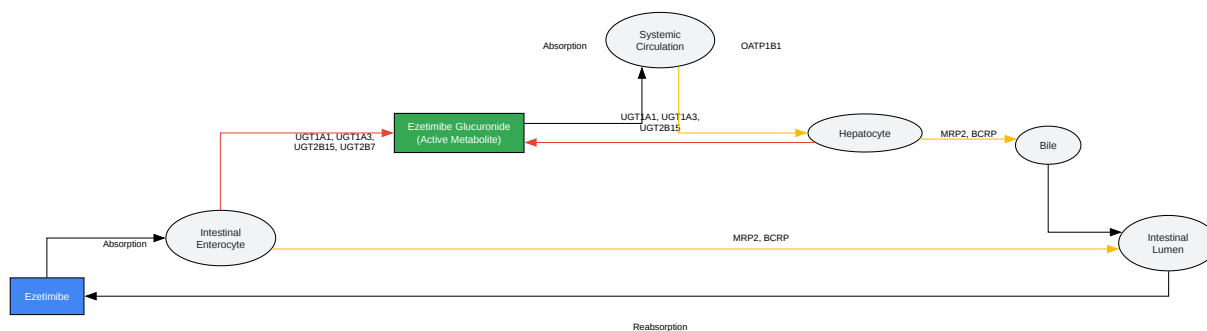 Systemic
Circulation
Absorption
OATP1B1
UGT1A1, UGT1A3,
UGT2B15
Ezetimibe Glucuronide
(Active Metabolite)
UGT1A1, UGT1A3,
UGT2B15, UGT2B7
Hepatocyte
MRP2, BCRP
Bile
Intestinal
Enterocyte
Absorption
MRP2, BCRP
Intestinal
Lumen
Ezetimibe
Reabsorption